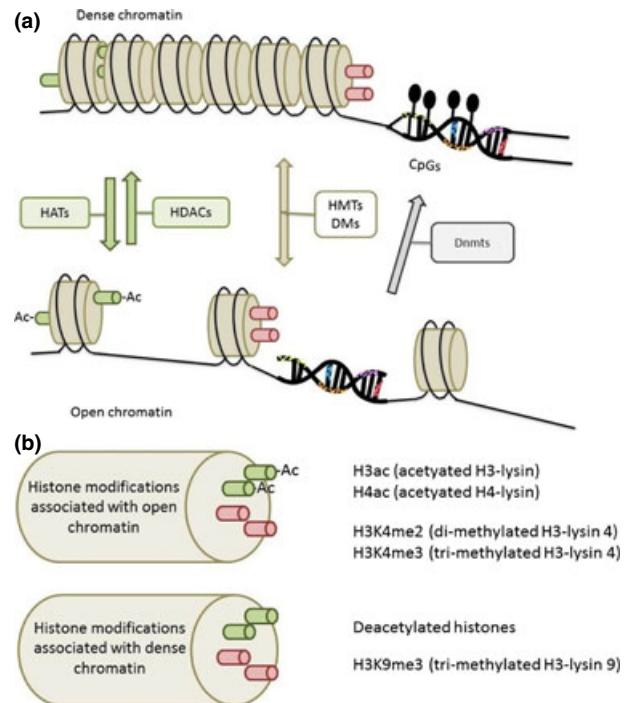 (a)
Dense chromatin
CpGs
HATs
HDACs
HMTs
DMs
Dnmts
-Ac
Ac-
Open chromatin
(b)
Histone modifications
associated with open
chromatin
-Ac
-Ac
H3ac (acetyated H3-lysin)
H4ac (acetyated H4-lysin)
H3K4me2 (di-methylated H3-lysin 4)
H3K4me3 (tri-methylated H3-lysin 4)
Histone modifications
associated with dense
chromatin
Deacetylated histones
H3K9me3 (tri-methylated H3-lysin 9)